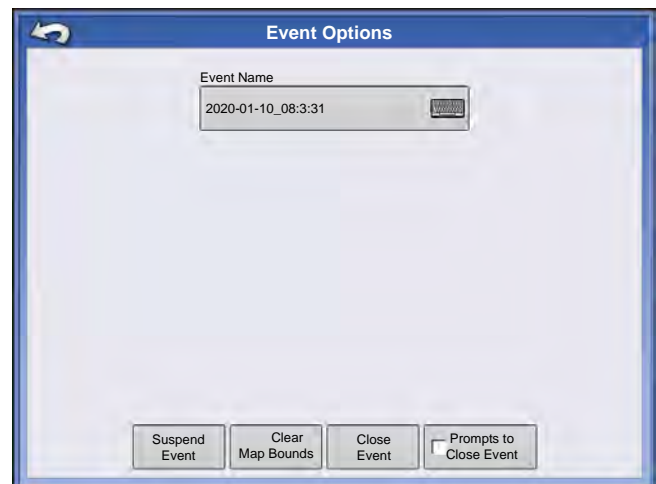 Event Options
Event Name
2020-01-10_08:3:31
Suspend
Event
Clear
Map Bounds
Close
Event
Prompts to
Close Event